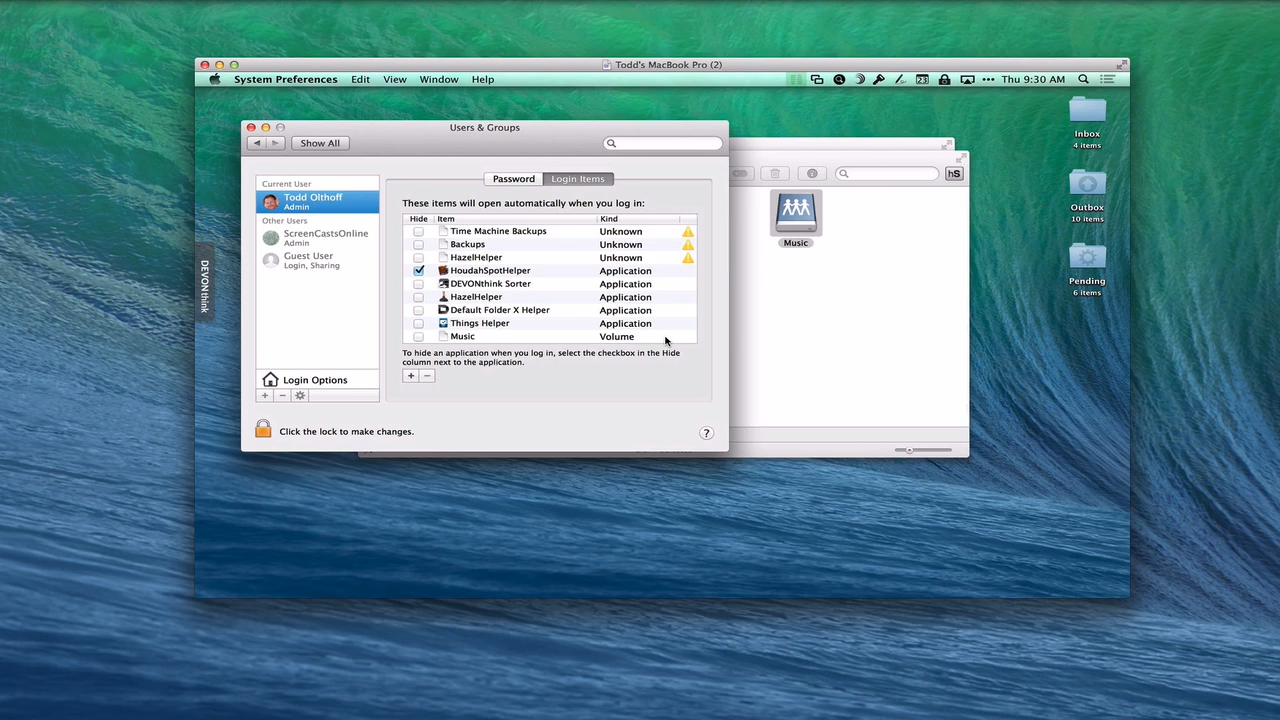 Todd's MacBook Pro (2)
System Preferences Edit View Window Help
23
Thu 9:30 AM
Users & Groups
Show All
Password
Login Items
Current User
Todd Olthoff
Admin
Other Users
ScreenCastsOnline
Admin
Guest User
Login, Sharing
Login Options
These items will open automatically when you log in:
Hide Item Kind
Time Machine Backups Unknown
Backups Unknown
HazelHelper Unknown
HoudahSpotHelper Application
DEVONthink Sorter Application
HazelHelper Application
Default Folder X Helper Application
Things Helper Application
Music Volume
To hide an application when you log in, select the checkbox in the Hide
column next to the application.
+ −
+ −
Click the lock to make changes.
?
hS
Music
Inbox
4 items
Outbox
10 items
Pending
6 items
DEVONthink